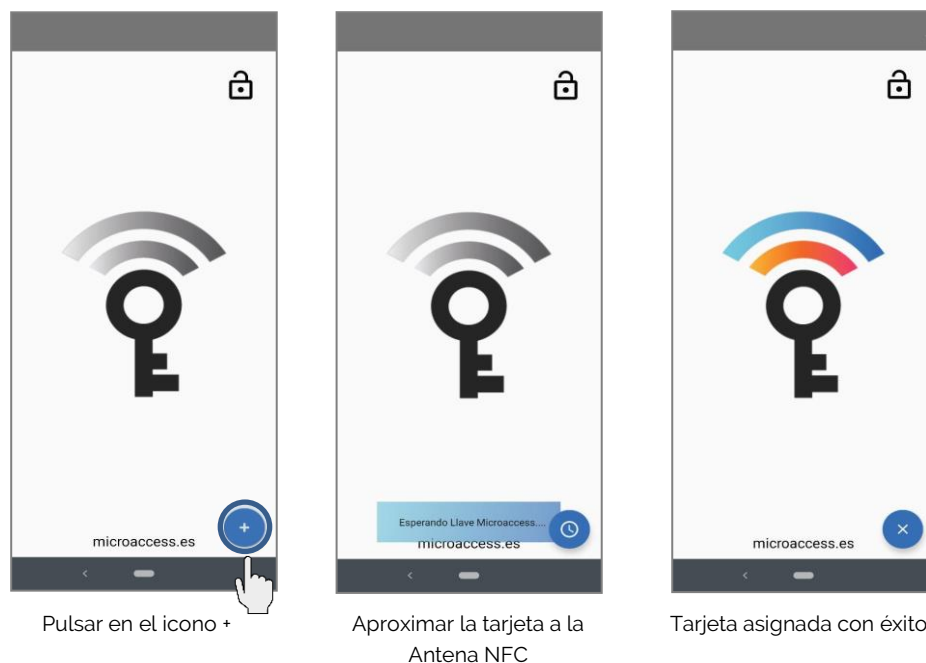 Esperando Llave Microaccess....
microaccess.es
microaccess.es
microaccess.es
Pulsar en el icono +
Aproximar la tarjeta a la
Antena NFC
Tarjeta asignada con éxito